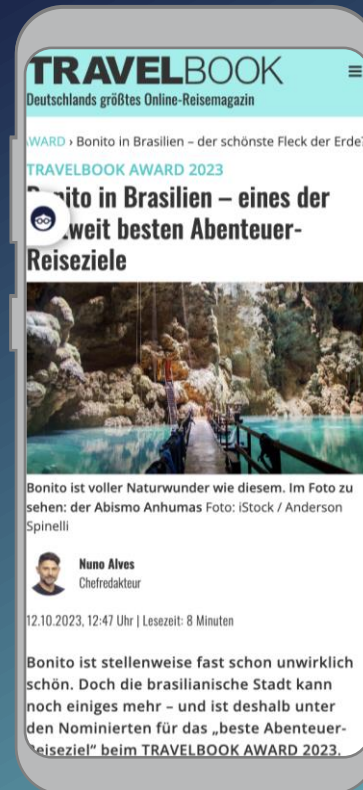 TRAVELBOOK
Deutschlands größtes Online-Reisemagazin
AWARD › Bonito in Brasilien – der schönste Fleck der Erde?
TRAVELBOOK AWARD 2023
Bonito in Brasilien – eines der
weltweit besten Abenteuer-
Reiseziele
Bonito ist voller Naturwunder wie diesem. Im Foto zu
sehen: der Abismo Anhumas Foto: iStock / Anderson
Spinelli
Nuno Alves
Chefredakteur
12.10.2023, 12:47 Uhr | Lesezeit: 8 Minuten
Bonito ist stellenweise fast schon unwirklich
schön. Doch die brasilianische Stadt kann
noch einiges mehr – und ist deshalb unter
den Nominierten für das „beste Abenteuer-
Reiseziel“ beim TRAVELBOOK AWARD 2023.